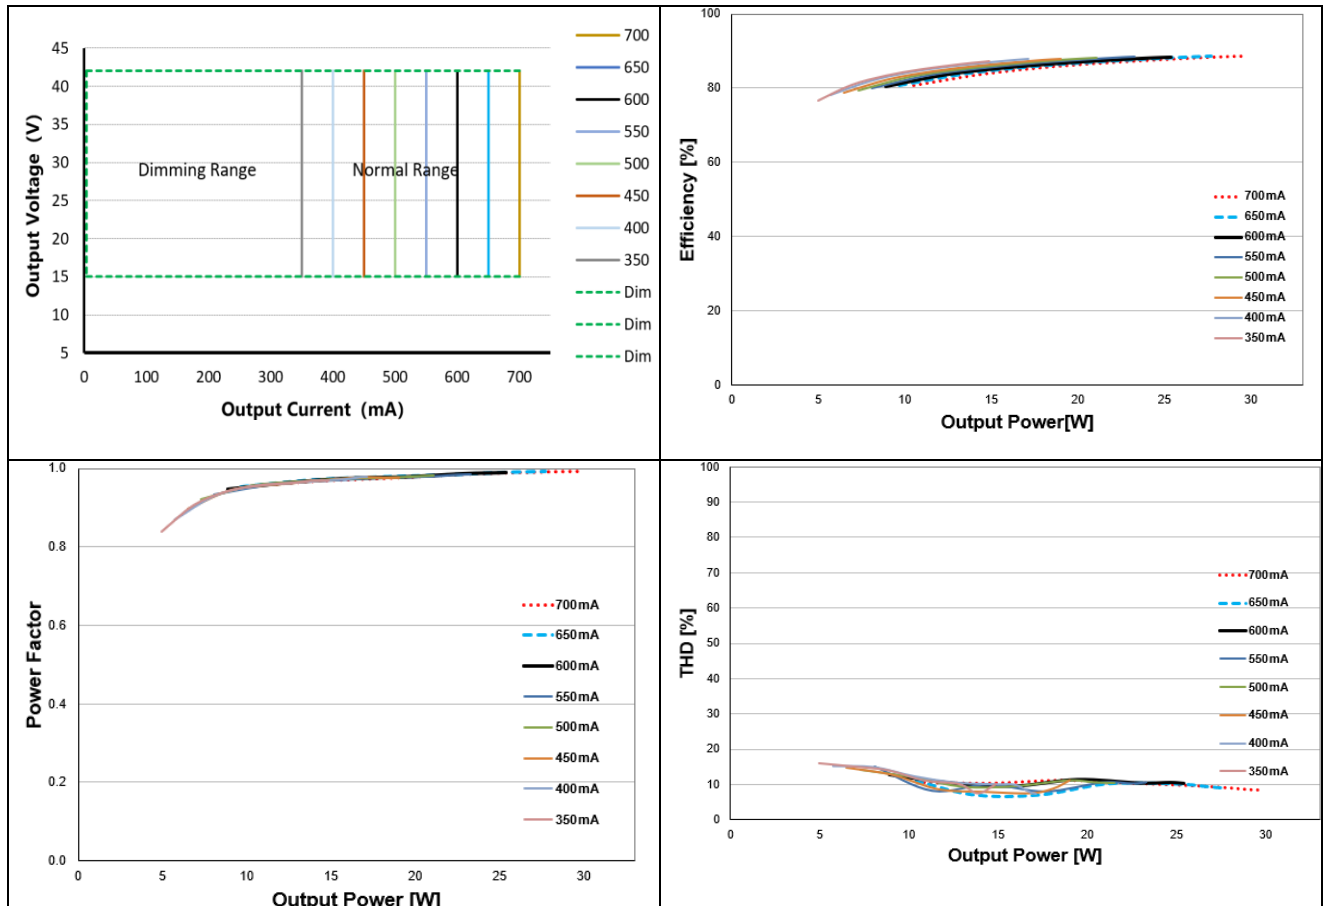 45
40
35
30
25
20
15
10
5
0 100 200 300 400 500 600 700
Output Voltage (V)
Output Current (mA)
Dimming Range
Normal Range
700
650
600
550
500
450
400
350
Dim
Dim
Dim
100
80
60
40
20
0
0 5 10 15 20 25 30
Efficiency [%]
Output Power[W]
700mA
650mA
600mA
550mA
500mA
450mA
400mA
350mA
1.0
0.8
0.6
0.4
0.2
0.0
0 5 10 15 20 25 30
Power Factor
Output Power [W]
700mA
650mA
600mA
550mA
500mA
450mA
400mA
350mA
100
90
80
70
60
50
40
30
20
10
0
0 5 10 15 20 25 30
THD [%]
Output Power [W]
700mA
650mA
600mA
550mA
500mA
450mA
400mA
350mA